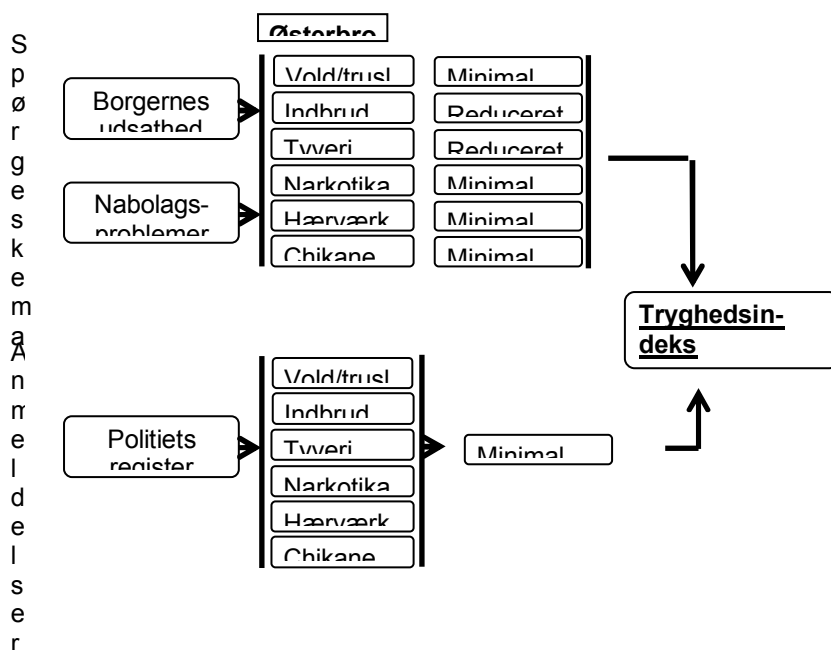 Østerbro
Spørgeskema
Borgernes
udsathed
Nabolags-
problemer
Vold/trusl
Minimal
Indbrud
Reduceret
Tyveri
Reduceret
Narkotika
Minimal
Hærværk
Minimal
Chikane
Minimal
Tryghedsin-
deks
Anmeldelser
Politiets
register
Vold/trusl
Indbrud
Tyveri
Narkotika
Hærværk
Chikane
Minimal